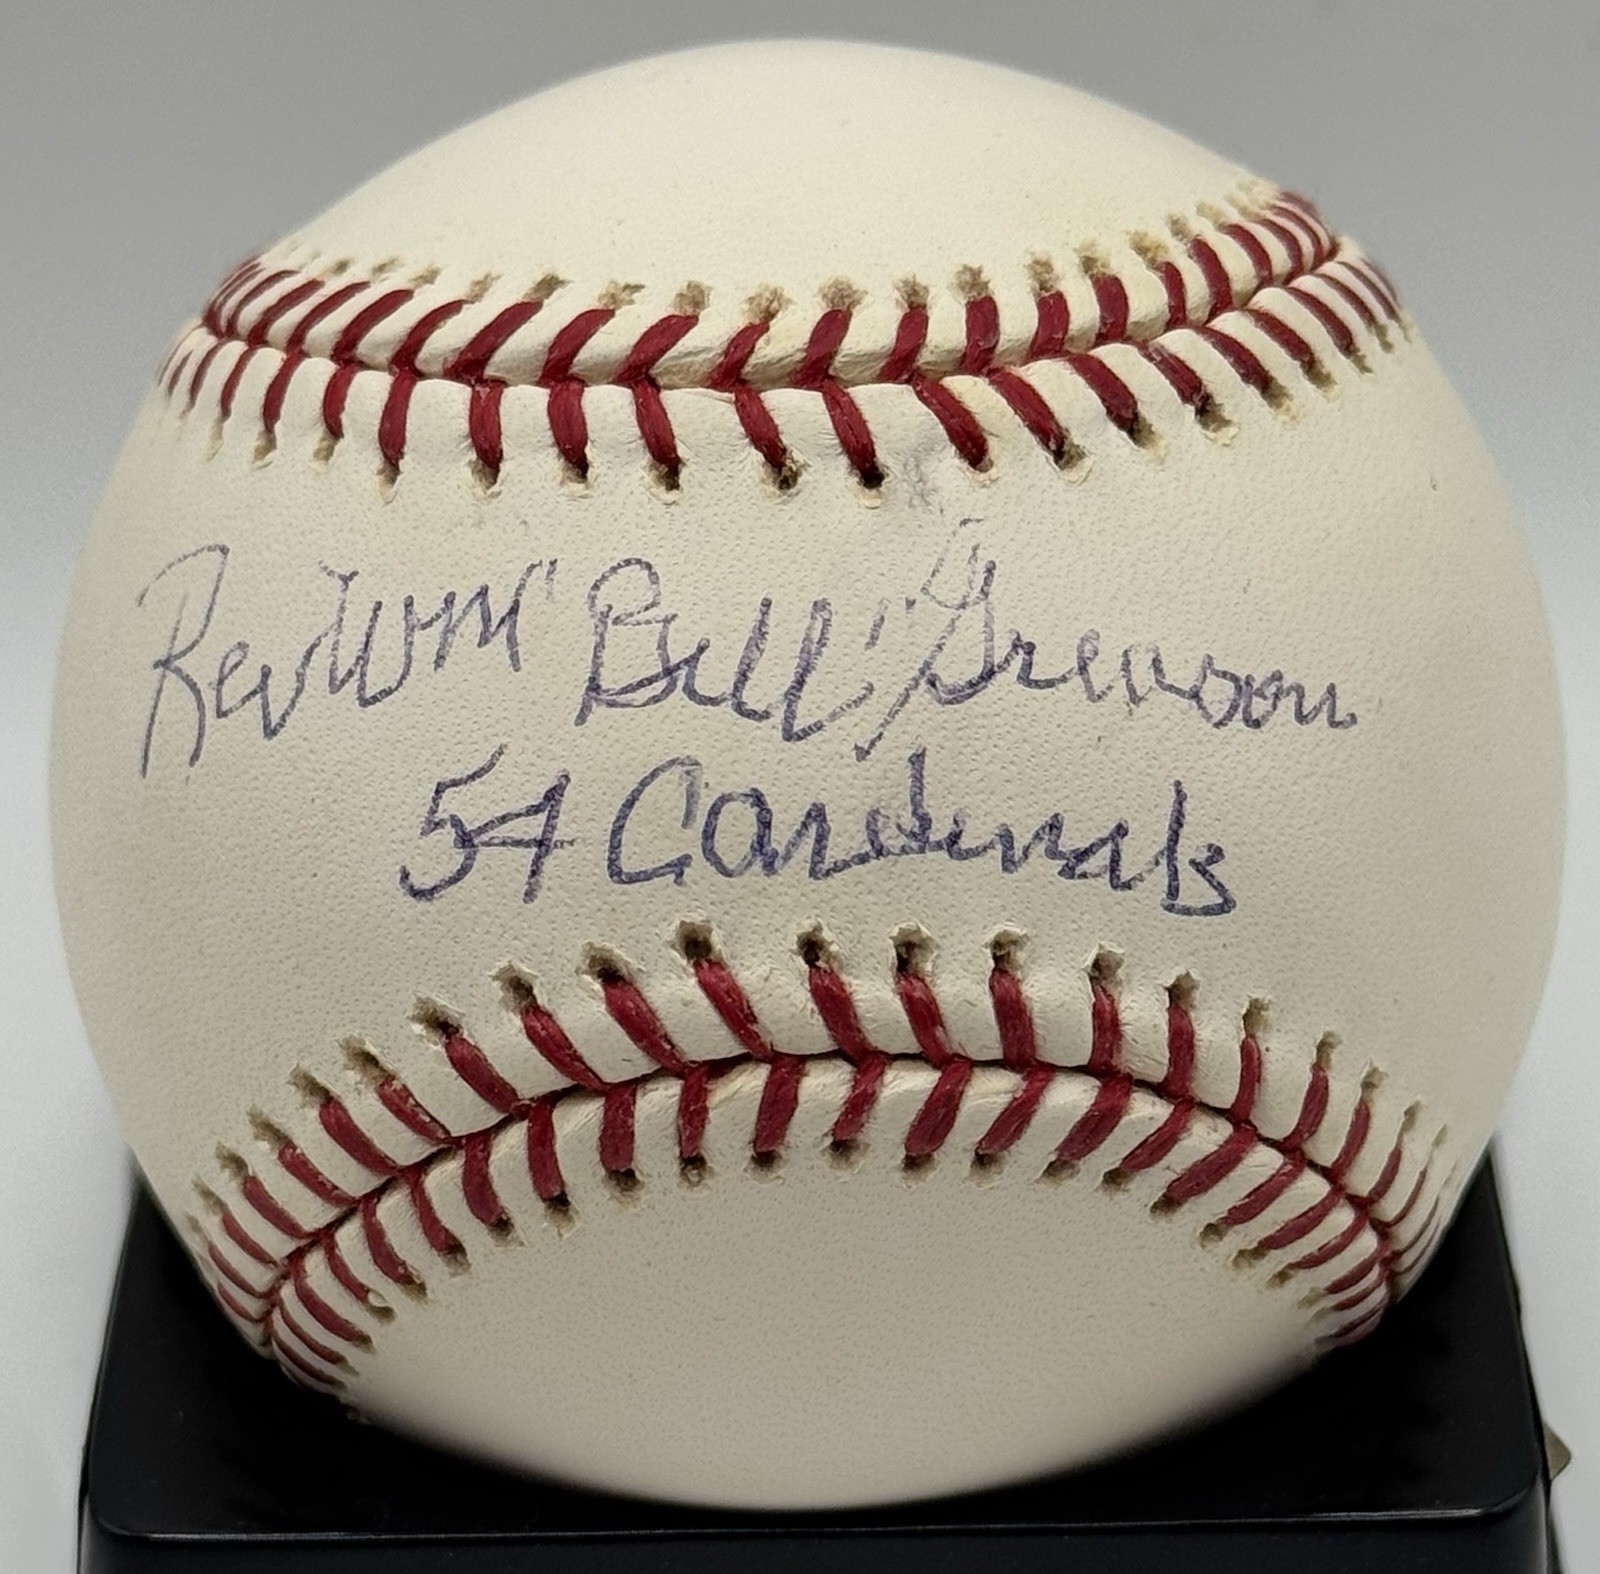 Rev Wm "Bill" Greason
54 Cardinals